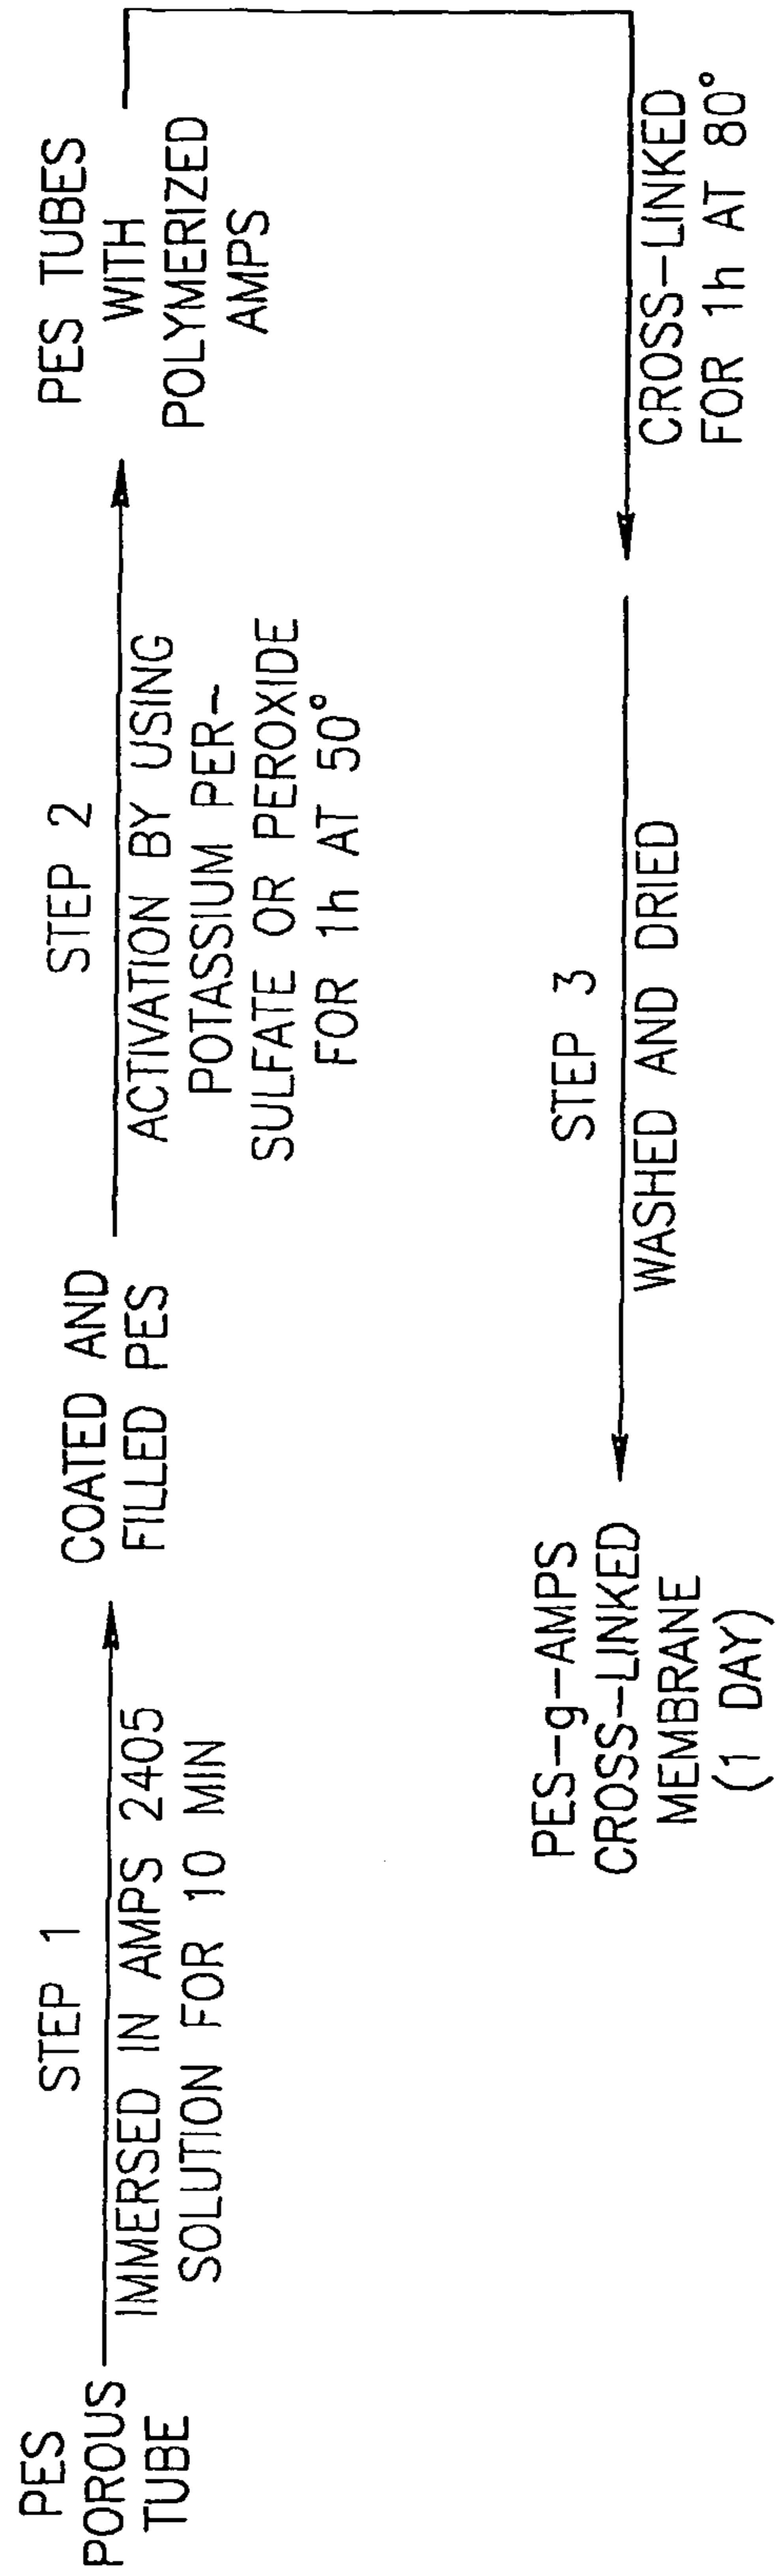 PES
POROUS
TUBE
STEP 1
IMMERSED IN AMPS 2405
SOLUTION FOR 10 MIN
COATED AND
FILLED PES
STEP 2
ACTIVATION BY USING
POTASSIUM PER-
SULFATE OR PEROXIDE
FOR 1h AT 50°
PES TUBES
WITH
POLYMERIZED
AMPS
CROSS-LINKED
FOR 1h AT 80°
STEP 3
WASHED AND DRIED
PES-g-AMPS
CROSS-LINKED
MEMBRANE
(1 DAY)